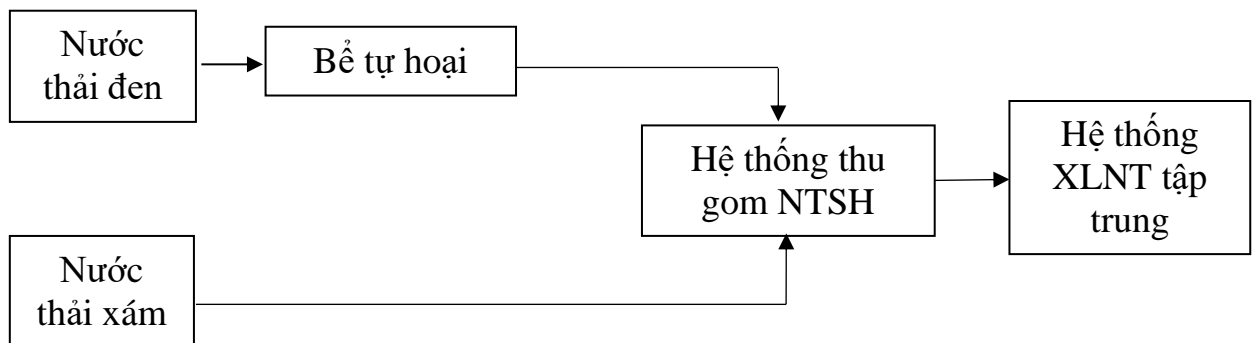 Nước
thải đen
Bể tự hoại
Hệ thống thu
gom NTSH
Hệ thống
XLNT tập
trung
Nước
thải xám